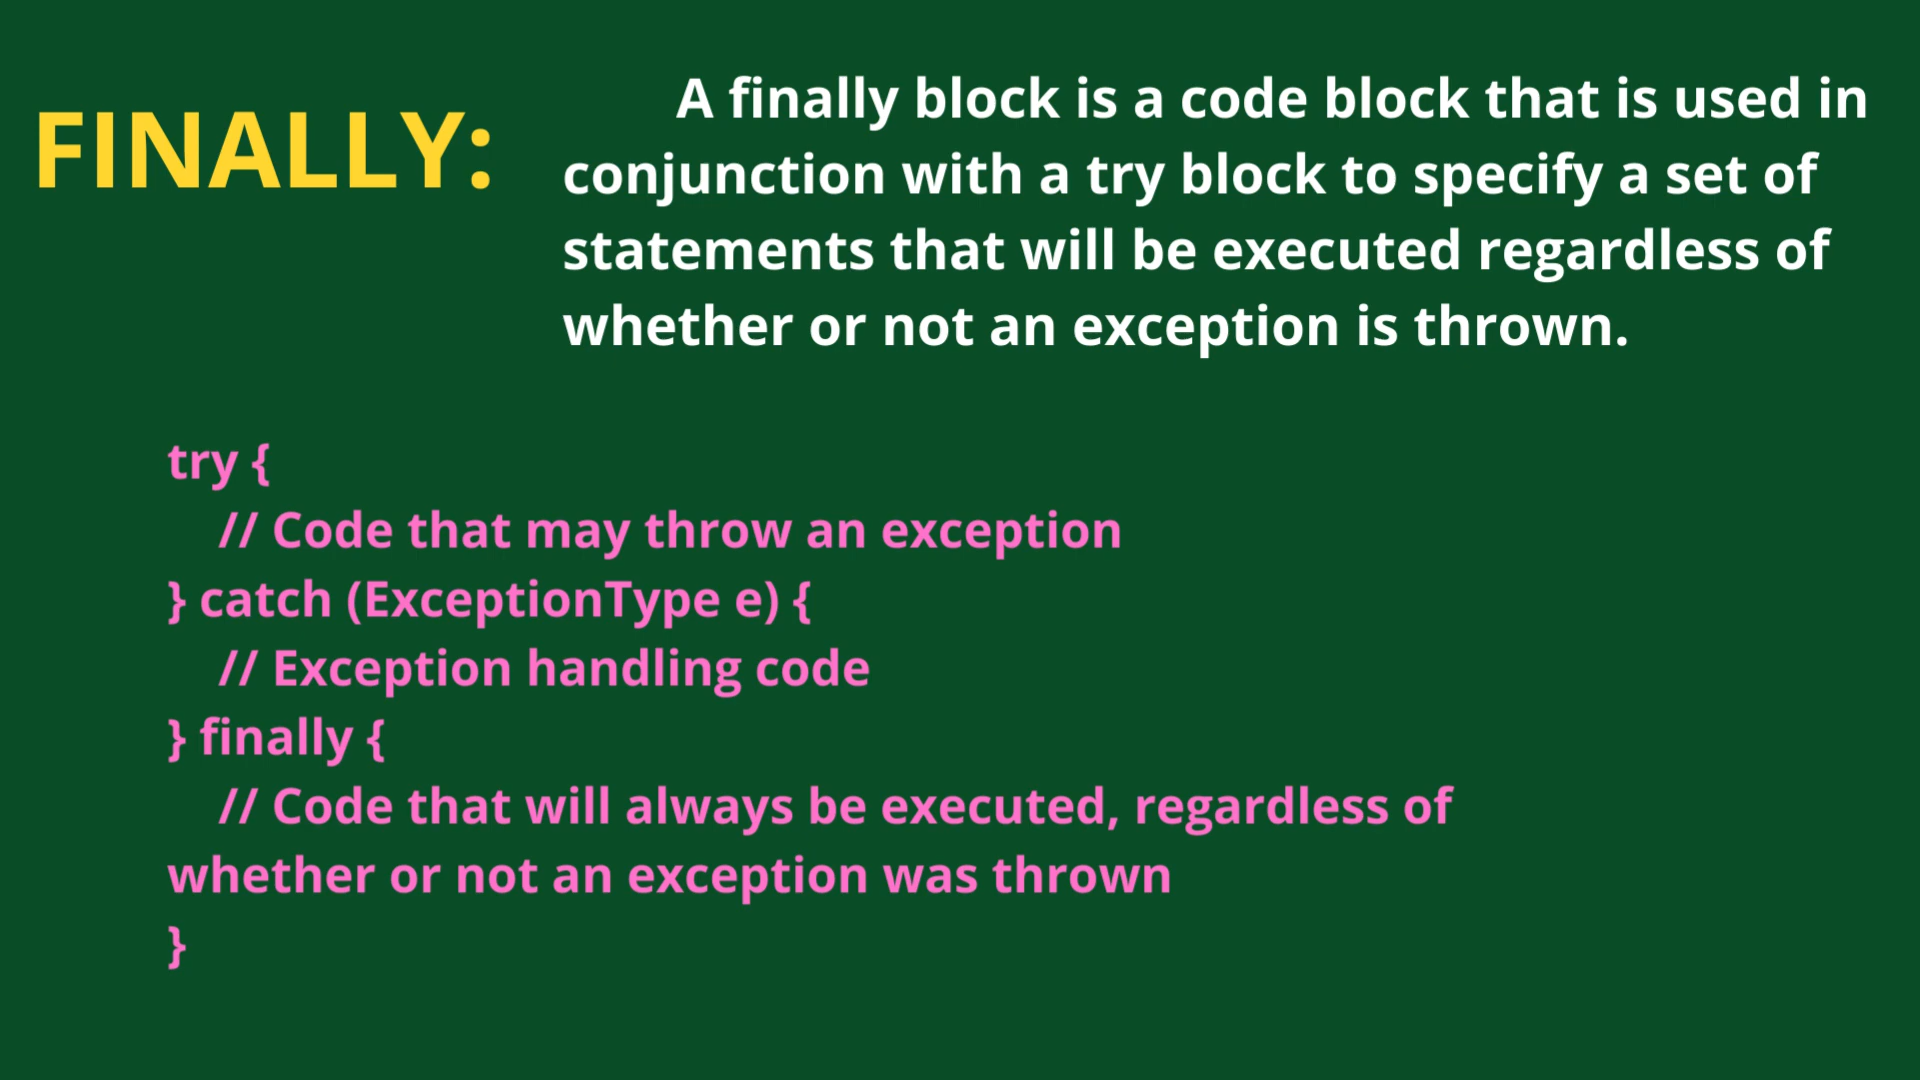 FINALLY:
A finally block is a code block that is used in
conjunction with a try block to specify a set of
statements that will be executed regardless of
whether or not an exception is thrown.
try {
    // Code that may throw an exception
} catch (ExceptionType e) {
    // Exception handling code
} finally {
    // Code that will always be executed, regardless of
whether or not an exception was thrown
}